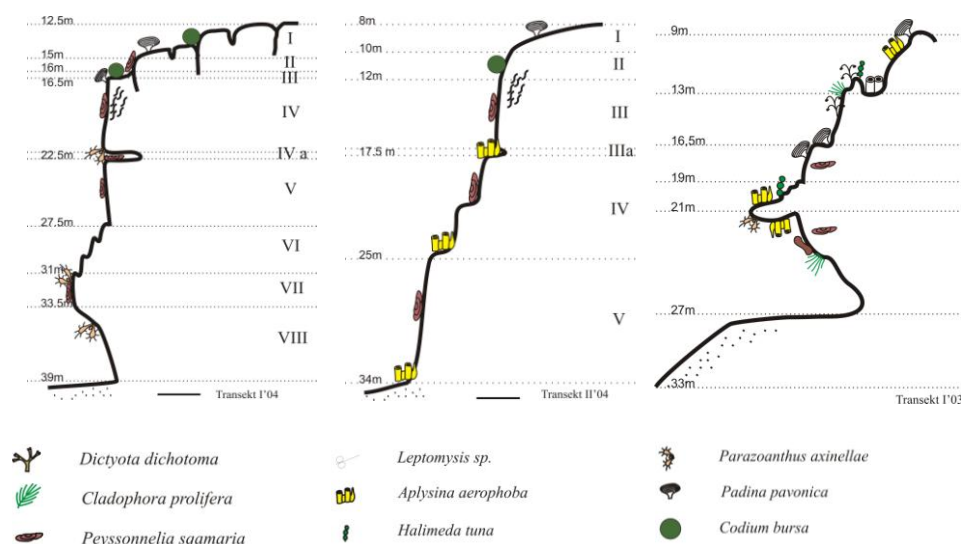 12.5m
I
15m
II
16m
III
16.5m
IV
22.5m
IV a
V
27.5m
VI
31m
VII
33.5m
VIII
39m
Transekt I'04
8m
I
10m
II
12m
III
17.5 m
IIIa
IV
25m
V
34m
Transekt II'04
9m
13m
16,5m
19m
21m
27m
33m
Transekt I'03
Dictyota dichotoma
Leptomysis sp.
Parazoanthus axinellae
Cladophora prolifera
Aplysina aerophoba
Padina pavonica
Peyssonnelia sqamaria
Halimeda tuna
Codium bursa